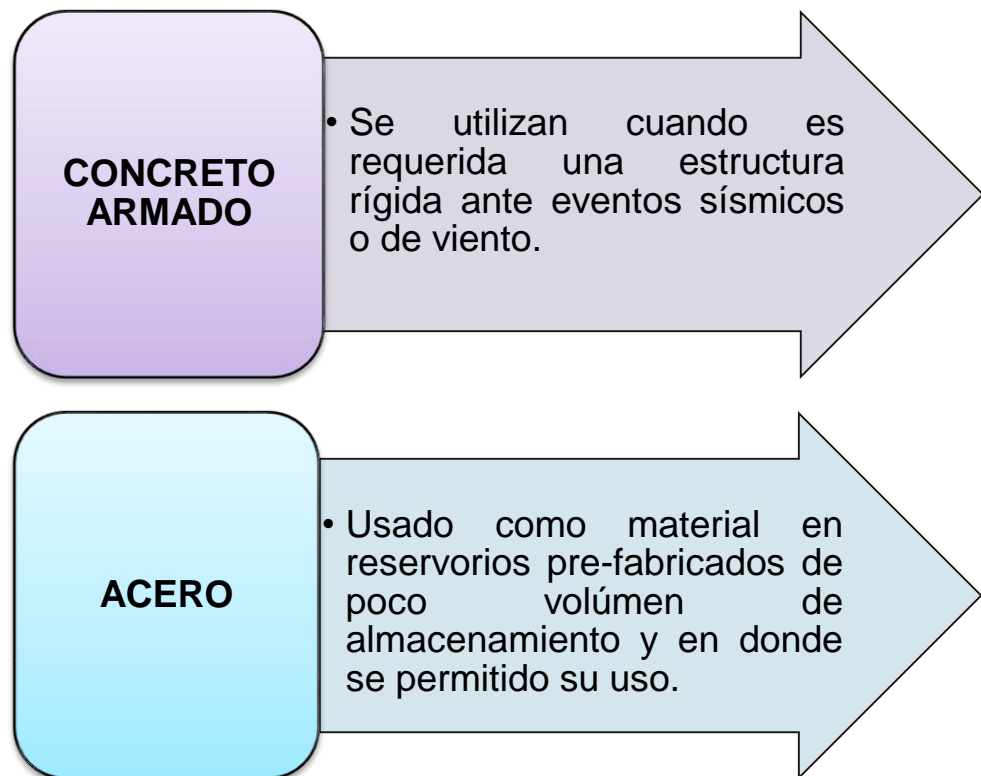 CONCRETO
ARMADO
• Se utilizan cuando es
requerida una estructura
rígida ante eventos sísmicos
o de viento.
ACERO
• Usado como material en
reservorios pre-fabricados de
poco volúmen de
almacenamiento y en donde
se permitido su uso.